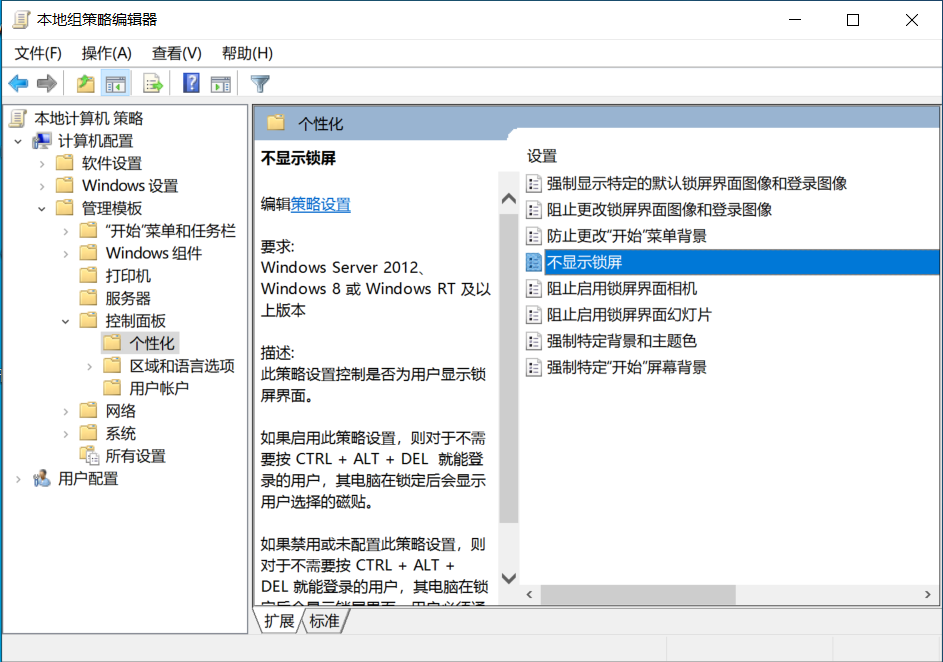 本地组策略编辑器
文件(F) 操作(A) 查看(V) 帮助(H)
本地计算机 策略
计算机配置
软件设置
Windows 设置
管理模板
“开始”菜单和任务栏
Windows 组件
打印机
服务器
控制面板
个性化
区域和语言选项
用户帐户
网络
系统
所有设置
用户配置
个性化
不显示锁屏
编辑策略设置
要求:
Windows Server 2012、
Windows 8 或 Windows RT 及以
上版本
描述:
此策略设置控制是否为用户显示锁
屏界面。
如果启用此策略设置，则对于不需
要按 CTRL + ALT + DEL 就能登
录的用户，其电脑在锁定后会显示
用户选择的磁贴。
如果禁用或未配置此策略设置，则
对于不需要按 CTRL + ALT +
DEL 就能登录的用户，其电脑在锁
定后会显示锁屏界面。用户必须通
设置
强制显示特定的默认锁屏界面图像和登录图像
阻止更改锁屏界面图像和登录图像
防止更改“开始”菜单背景
不显示锁屏
阻止启用锁屏界面相机
阻止启用锁屏界面幻灯片
强制特定背景和主题色
强制特定“开始”屏幕背景
扩展 标准